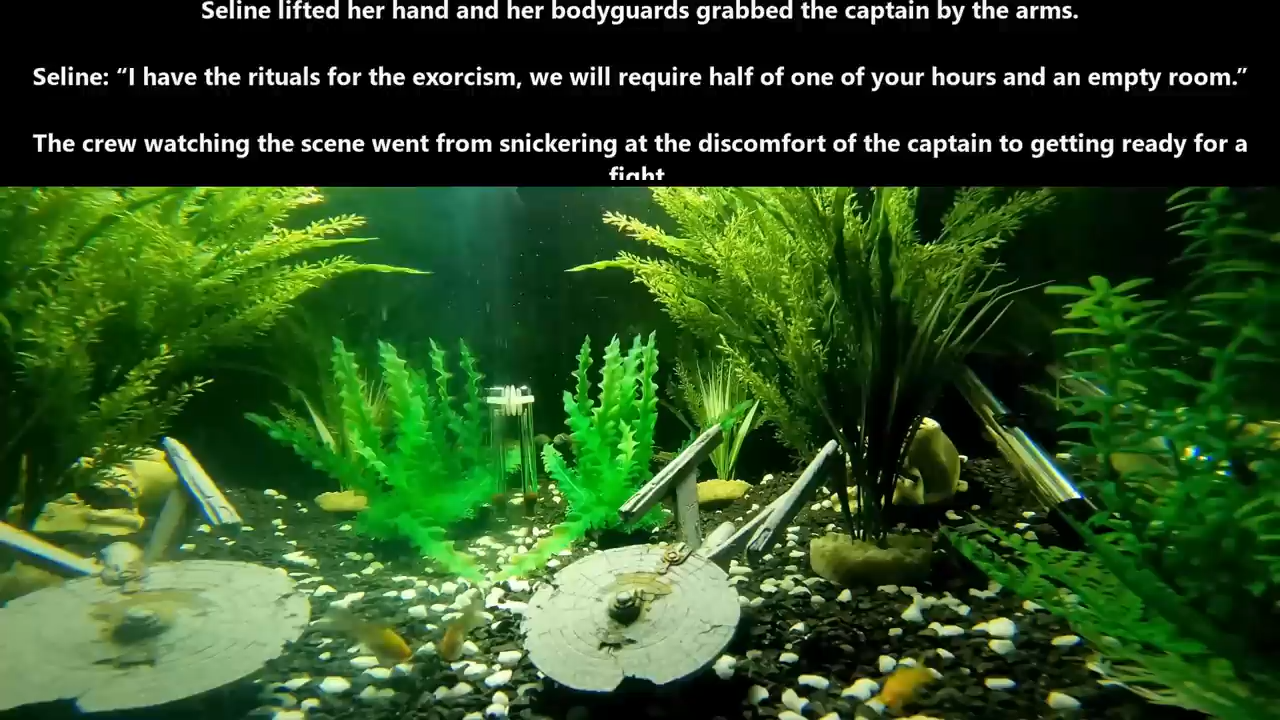 Seline lifted her hand and her bodyguards grabbed the captain by the arms.
Seline: “I have the rituals for the exorcism, we will require half of one of your hours and an empty room.”
The crew watching the scene went from snickering at the discomfort of the captain to getting ready for a
fight